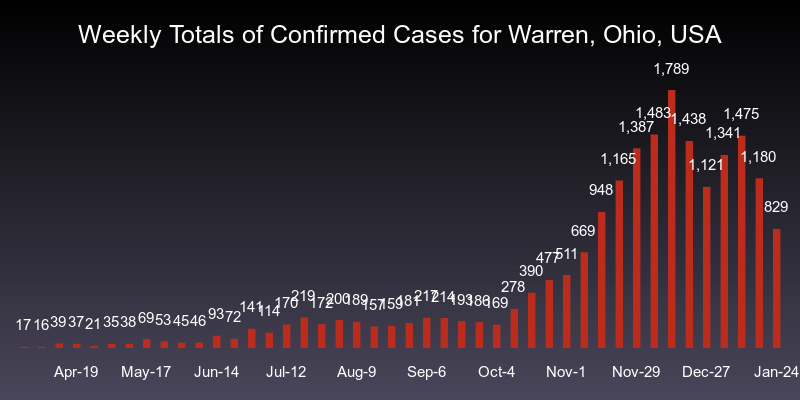 Weekly Totals of Confirmed Cases for Warren, Ohio, USA
17 16 39 37 21 35 38 69 53 45 46 93 72 141 114 170 219 172 200 189 157 159 181 217 214 193 186 169 278 390 477 511 669 948 1,165 1,387 1,483 1,789 1,438 1,121 1,341 1,475 1,180 829
Apr-19 May-17 Jun-14 Jul-12 Aug-9 Sep-6 Oct-4 Nov-1 Nov-29 Dec-27 Jan-24